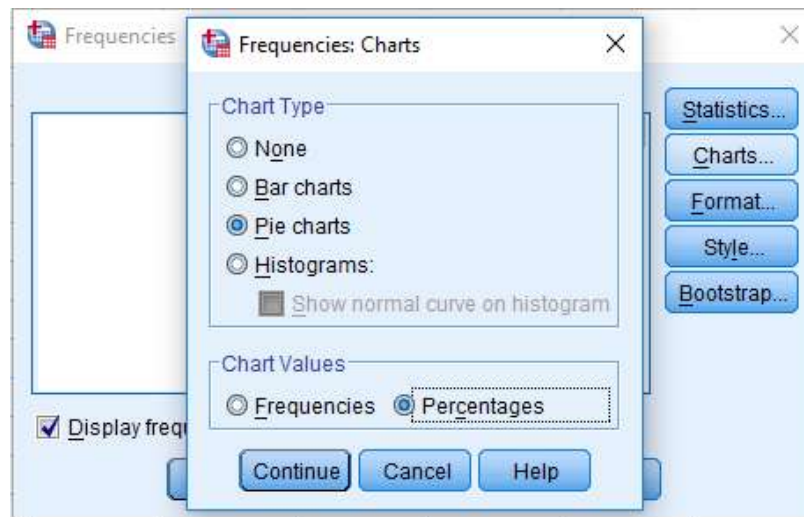 Frequencies
Frequencies: Charts
Chart Type
None
Bar charts
Pie charts
Histograms:
Show normal curve on histogram
Chart Values
Frequencies Percentages
Continue Cancel Help
Statistics...
Charts...
Format...
Style...
Bootstrap...
Display